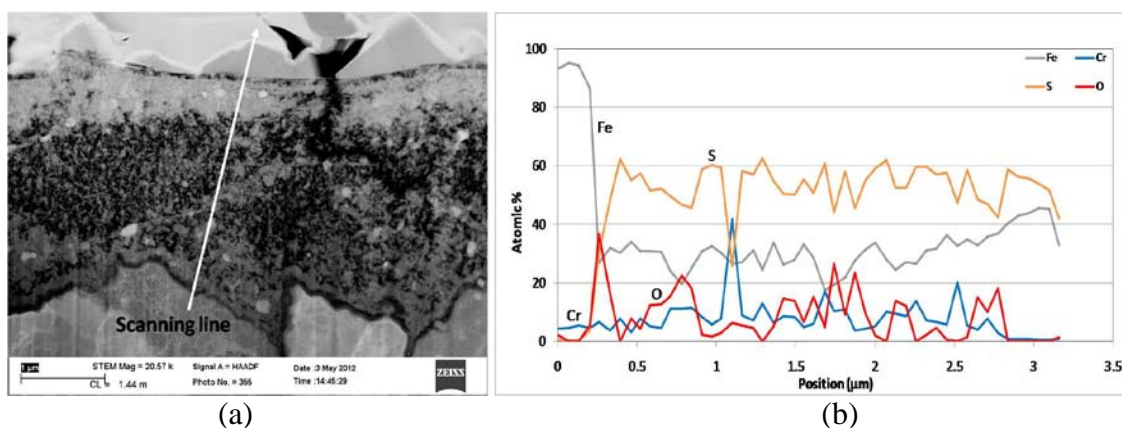 Scanning line
1 µm
STEM Mag = 20.57 k
CL = 1.44 m
Signal A = HAADF
Photo No. = 355
Date :3 May 2012
Time :14:45:29
ZEISS
(a)
100
80
60
40
20
0
Atomic %
Fe
Cr
S
O
Fe
S
O
Cr
0
0.5
1
1.5
2
2.5
3
3.5
Position (µm)
(b)